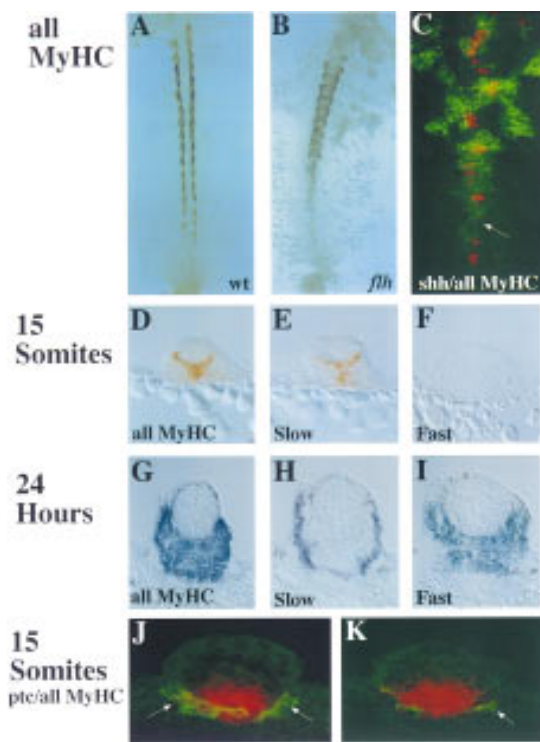 all
MyHC
A
B
C
wt
flh
shh/all MyHC
15
Somites
D
E
F
all MyHC
Slow
Fast
24
Hours
G
H
I
all MyHC
Slow
Fast
15
Somites
ptc/all MyHC
J
K